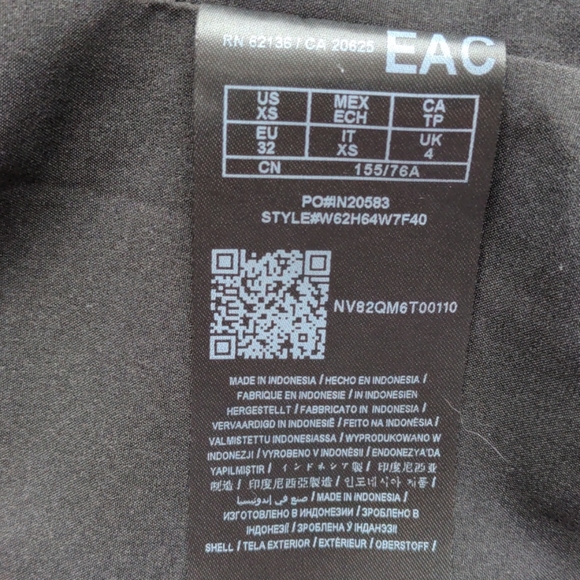 RN 62136 / CA 20625 EAC
US XS MEX ECH CA TP
EU 32 IT XS UK 4
CN 155/76A
PO#IN20583
STYLE#W62H64W7F40
NV82QM6T00110
MADE IN INDONESIA / HECHO EN INDONESIA /
FABRIQUE EN INDONESIE / IN INDONESIEN
HERGESTELLT / FABBRICATO IN INDONESIA /
VERVAARDIGD IN INDONESIË / FEITO NA INDONÉSIA /
VALMISTETTU INDONESIASSA / WYPRODUKOWANO W
INDONEZJI / VYROBENO V INDONÉSII / ENDONEZYA'DA
YAPILMIŞTIR / インドネシア製 / 印度尼西亚
制造 / 印度尼西亞製造 / 인도네시아 제품 /
صنع في إندونيسيا / MADE IN INDONESIA /
ИЗГОТОВЛЕНО В ИНДОНЕЗИИ / ЗРОБЛЕНО В
ІНДОНЕЗІЇ / ЗРОБЛЕНА Ў ІНДАНЭЗІІ /
SHELL / TELA EXTERIOR / EXTÉRIEUR / OBERSTOFF /